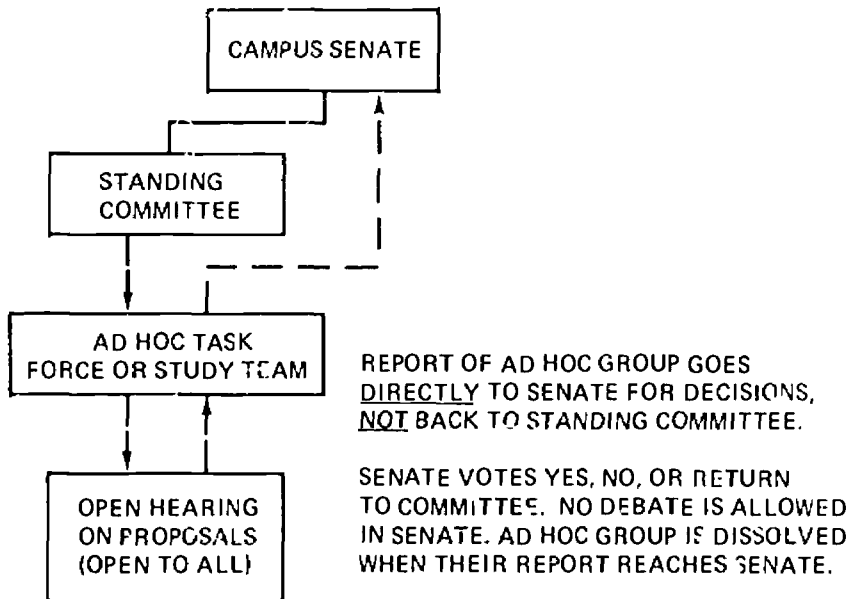 CAMPUS SENATE
STANDING
COMMITTEE
AD HOC TASK
FORCE OR STUDY TEAM
OPEN HEARING
ON PROPOSALS
(OPEN TO ALL)
REPORT OF AD HOC GROUP GOES
DIRECTLY TO SENATE FOR DECISIONS,
NOT BACK TO STANDING COMMITTEE.
SENATE VOTES YES, NO, OR RETURN
TO COMMITTEE. NO DEBATE IS ALLOWED
IN SENATE. AD HOC GROUP IS DISSOLVED
WHEN THEIR REPORT REACHES SENATE.